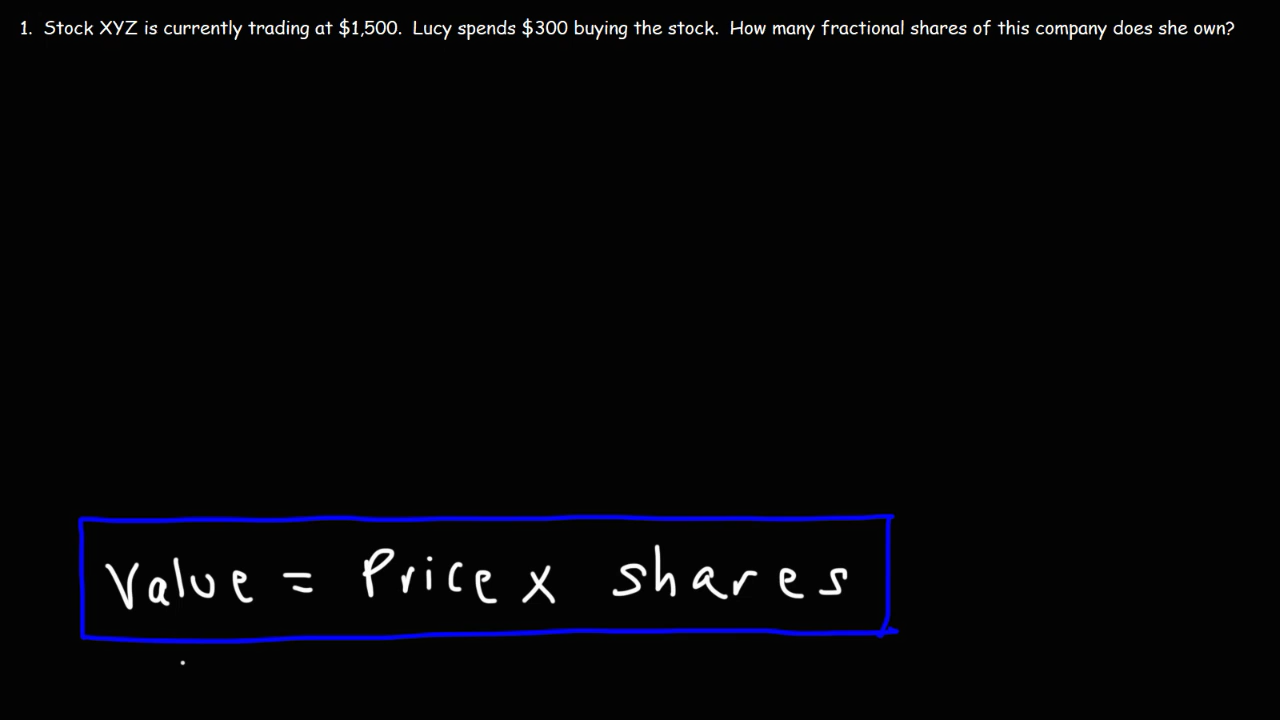 1. Stock XYZ is currently trading at $1,500. Lucy spends $300 buying the stock. How many fractional shares of this company does she own?
Value = Price x shares